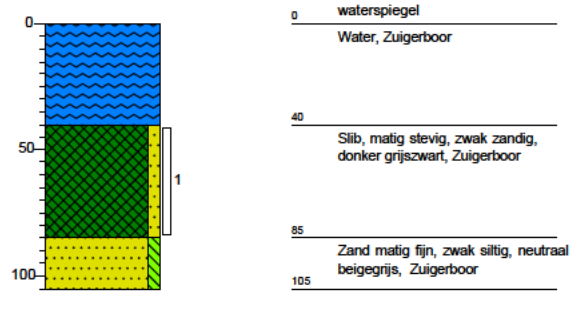 0
50
100
1
0
waterspiegel
Water, Zuigerboor
40
Slib, matig stevig, zwak zandig,
donker grijszwart, Zuigerboor
85
Zand matig fijn, zwak siltig, neutraal
beigegrijs, Zuigerboor
105